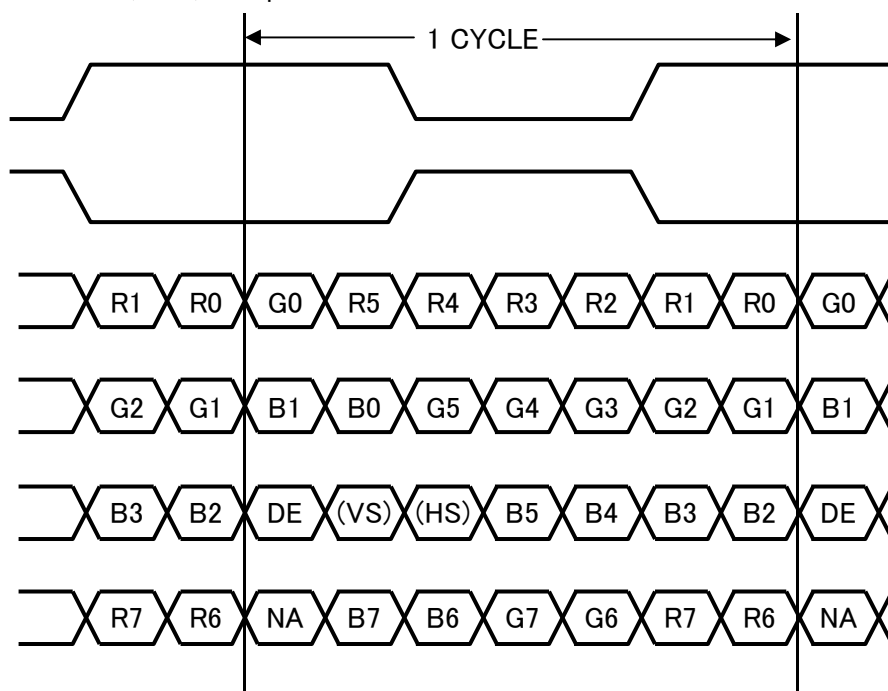 1 CYCLE
R1 R0 G0 R5 R4 R3 R2 R1 R0 G0
G2 G1 B1 B0 G5 G4 G3 G2 G1 B1
B3 B2 DE (VS) (HS) B5 B4 B3 B2 DE
R7 R6 NA B7 B6 G7 G6 R7 R6 NA